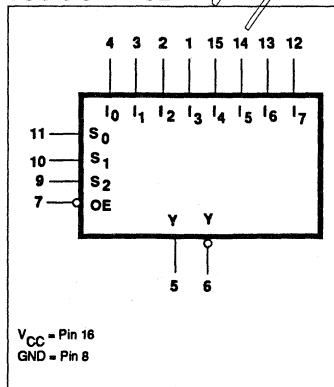 4 3 2 1 15 14 13 12
I0 I1 I2 I3 I4 I5 I6 I7
11 S0
10 S1
9 S2
7 OE
Y Y
5 6
VCC = Pin 16
GND = Pin 8